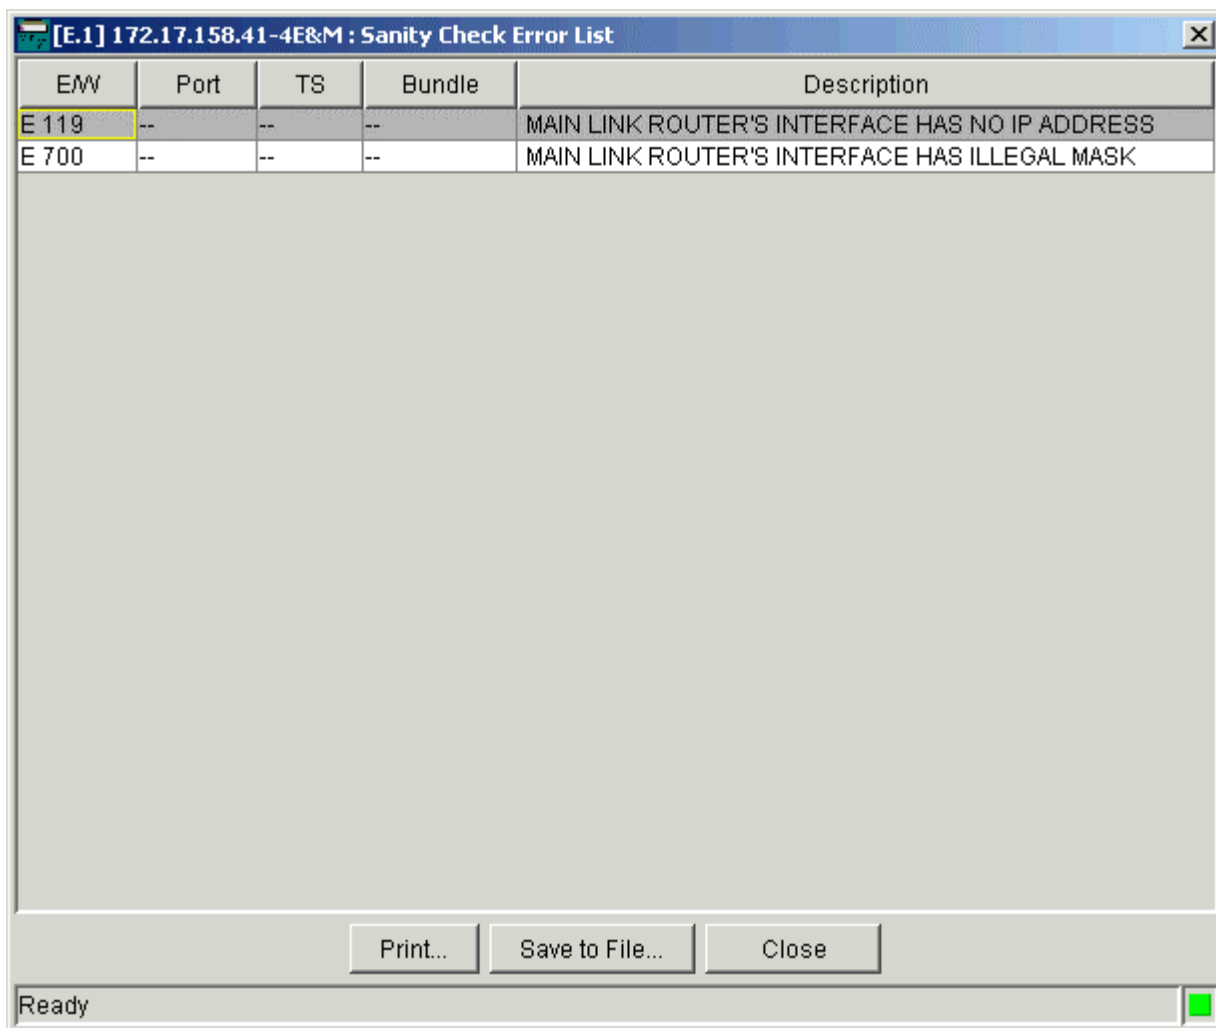 [E.1] 172.17.158.41-4E&M : Sanity Check Error List
E/W Port TS Bundle Description
E 119 -- -- -- MAIN LINK ROUTER'S INTERFACE HAS NO IP ADDRESS
E 700 -- -- -- MAIN LINK ROUTER'S INTERFACE HAS ILLEGAL MASK
Print... Save to File... Close
Ready